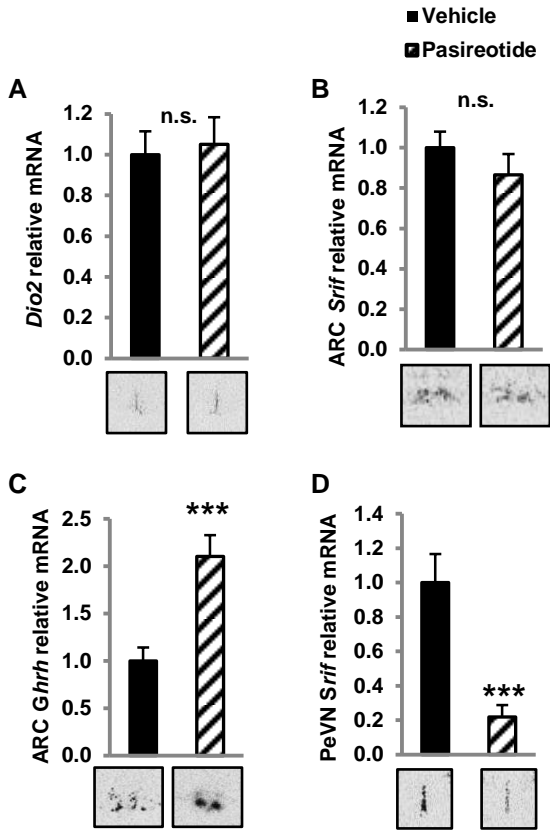 Vehicle
Pasireotide
A
Dio2 relative mRNA
1.2
1.0
0.8
0.6
0.4
0.2
0.0
n.s.
B
ARC Srif relative mRNA
1.2
1.0
0.8
0.6
0.4
0.2
0.0
n.s.
C
ARC Ghrh relative mRNA
2.5
2.0
1.5
1.0
0.5
0.0
***
D
PeVN Srif relative mRNA
1.4
1.2
1.0
0.8
0.6
0.4
0.2
0.0
***